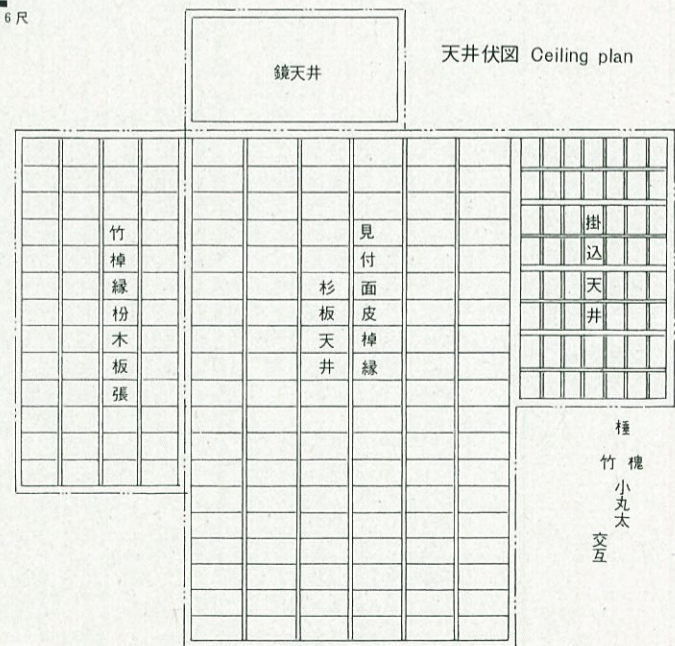 6尺
天井伏図 Ceiling plan
鏡天井
竹棹縁枌木板張
見付面皮棹縁
杉板天井
掛込天井
棰
竹 槐
小丸太
交互